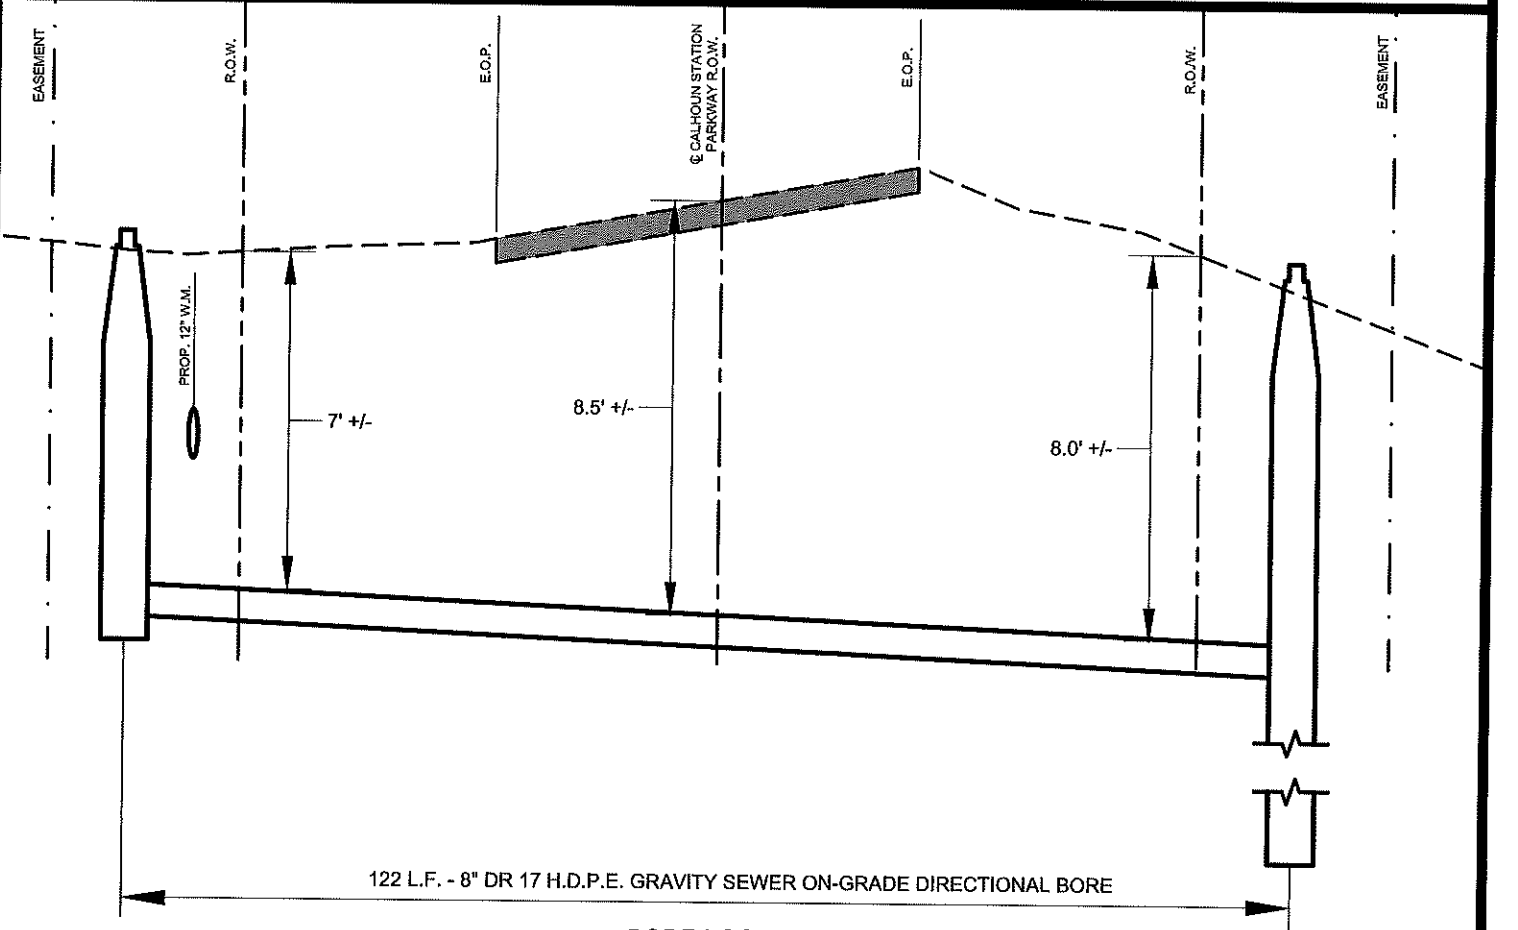 EASEMENT
R.O.W.
E.O.P.
℄ CALHOUN STATION
PARKWAY R.O.W.
E.O.P.
R.O.W.
EASEMENT
PROP. 12" W.M.
7' +/-
8.5' +/-
8.0' +/-
122 L.F. - 8" DR 17 H.D.P.E. GRAVITY SEWER ON-GRADE DIRECTIONAL BORE